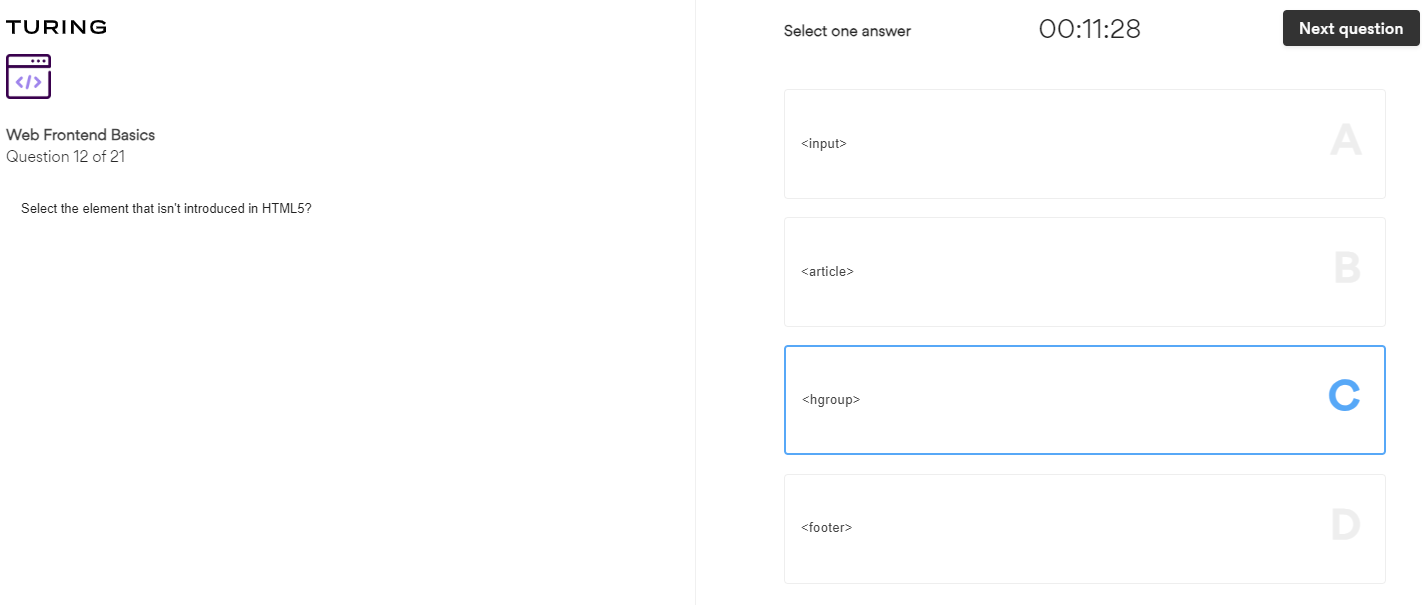 TURING
</>
Web Frontend Basics
Question 12 of 21
Select the element that isn't introduced in HTML5?
Select one answer
00:11:28
Next question
<input>
A
<article>
B
<hgroup>
C
<footer>
D